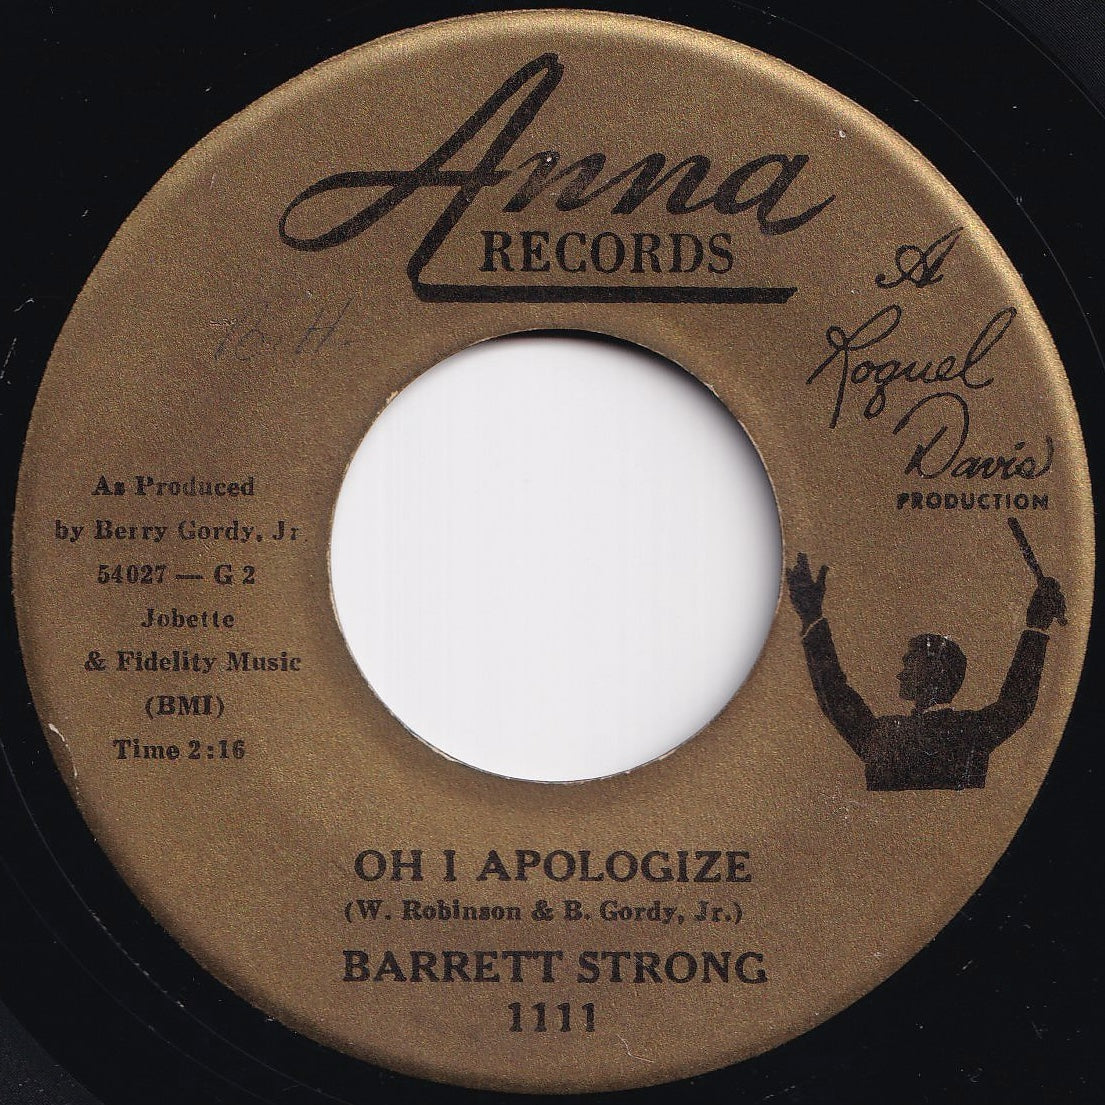 Anna
RECORDS
A
Roquel
Davis
PRODUCTION
As Produced
by Berry Gordy, Jr
54027 — G 2
Jobette
& Fidelity Music
(BMI)
Time 2:16
OH I APOLOGIZE
(W. Robinson & B. Gordy, Jr.)
BARRETT STRONG
1111